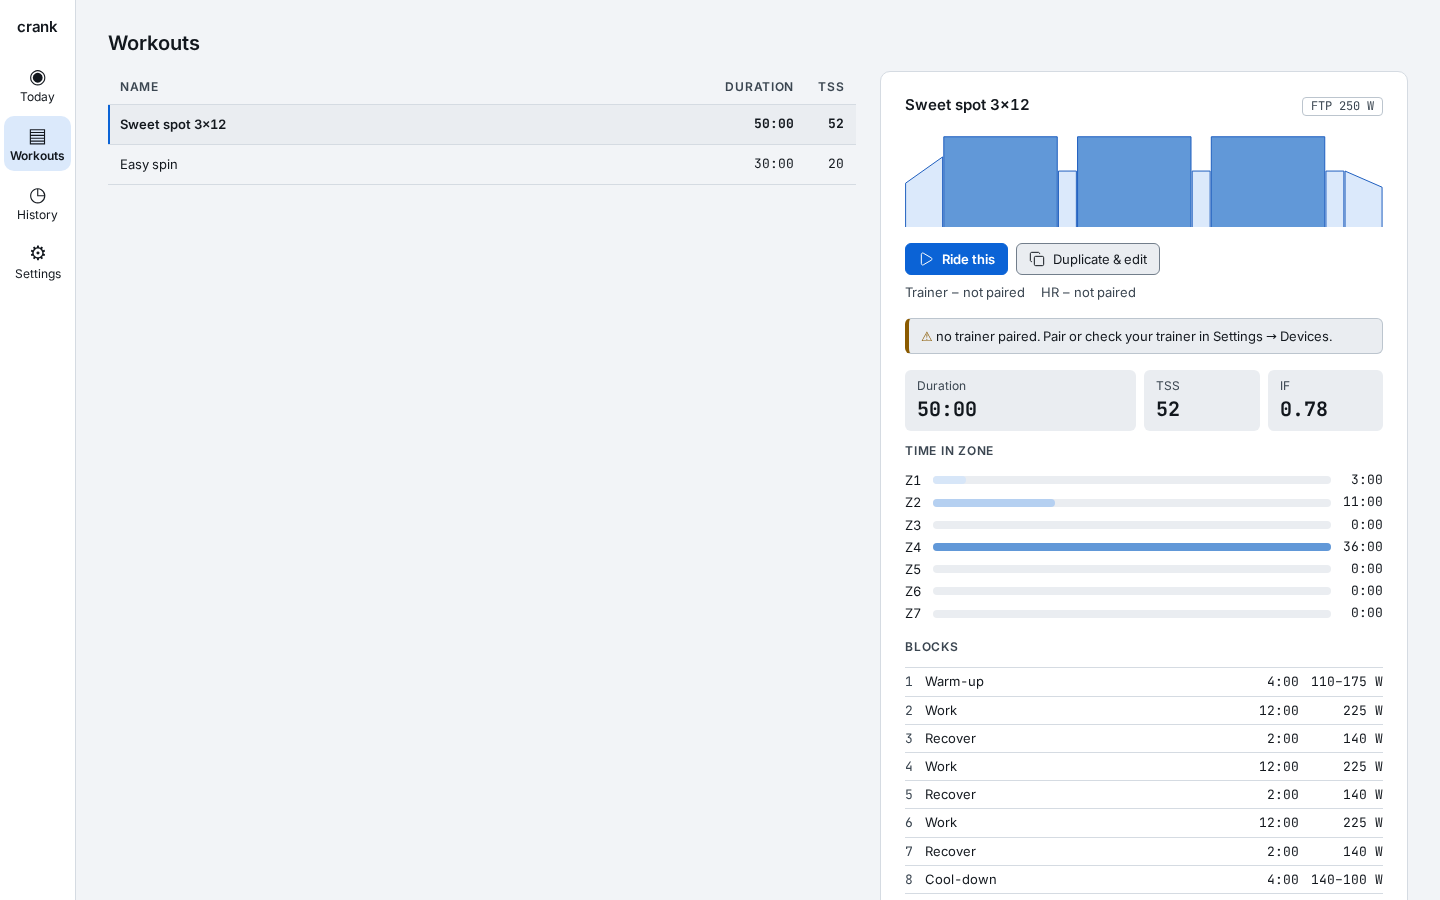 crank
Today
Workouts
History
Settings
Workouts
NAME DURATION TSS
Sweet spot 3×12 50:00 52
Easy spin 30:00 20
Sweet spot 3×12 FTP 250 W
Ride this Duplicate & edit
Trainer – not paired HR – not paired
⚠ no trainer paired. Pair or check your trainer in Settings → Devices.
Duration TSS IF
50:00 52 0.78
TIME IN ZONE
Z1 3:00
Z2 11:00
Z3 0:00
Z4 36:00
Z5 0:00
Z6 0:00
Z7 0:00
BLOCKS
1 Warm-up 4:00 110–175 W
2 Work 12:00 225 W
3 Recover 2:00 140 W
4 Work 12:00 225 W
5 Recover 2:00 140 W
6 Work 12:00 225 W
7 Recover 2:00 140 W
8 Cool-down 4:00 140–100 W